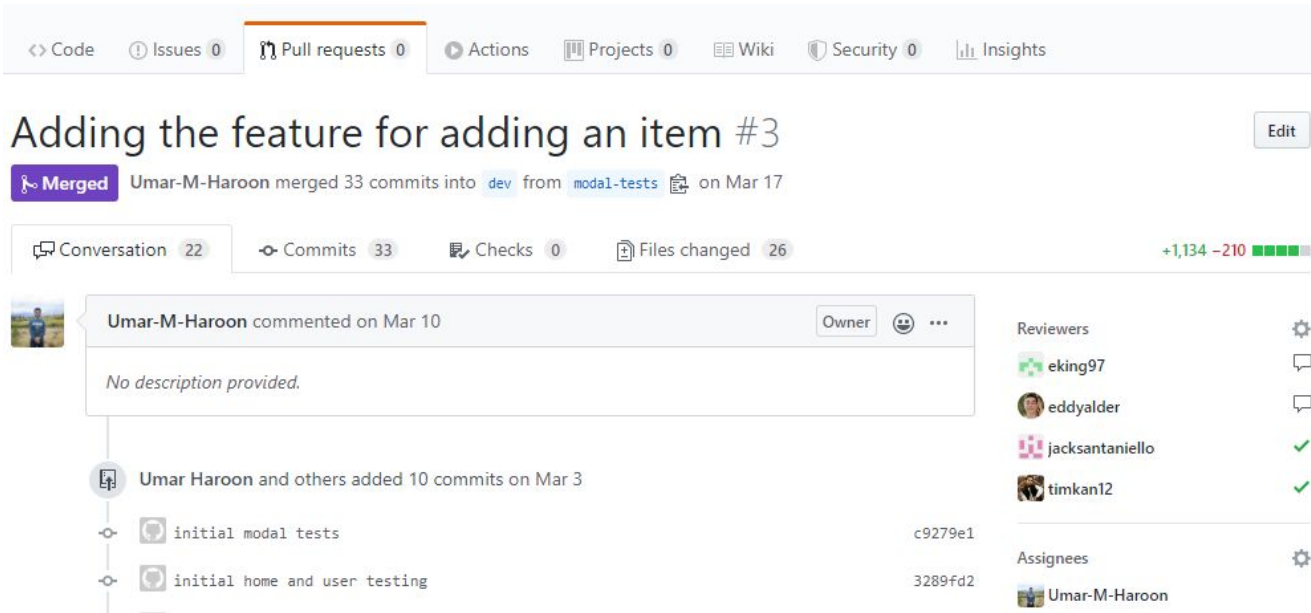 Code Issues 0 Pull requests 0 Actions Projects 0 Wiki Security 0 Insights
Adding the feature for adding an item #3
Edit
Merged Umar-M-Haroon merged 33 commits into dev from modal-tests on Mar 17
Conversation 22 Commits 33 Checks 0 Files changed 26 +1,134 −210
Umar-M-Haroon commented on Mar 10 Owner
No description provided.
Umar Haroon and others added 10 commits on Mar 3
initial modal tests c9279e1
initial home and user testing 3289fd2
Reviewers
eking97
eddyalder
jacksantaniello
timkan12
Assignees
Umar-M-Haroon